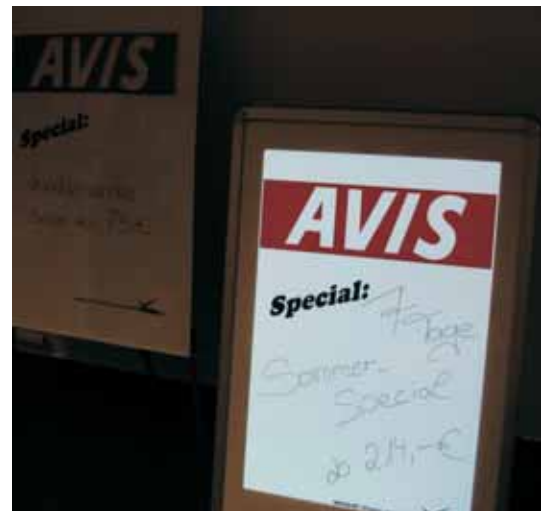 AVIS
Special:
AVIS
Special:
7 Tage
Sommer-
Special
ab 214,-€